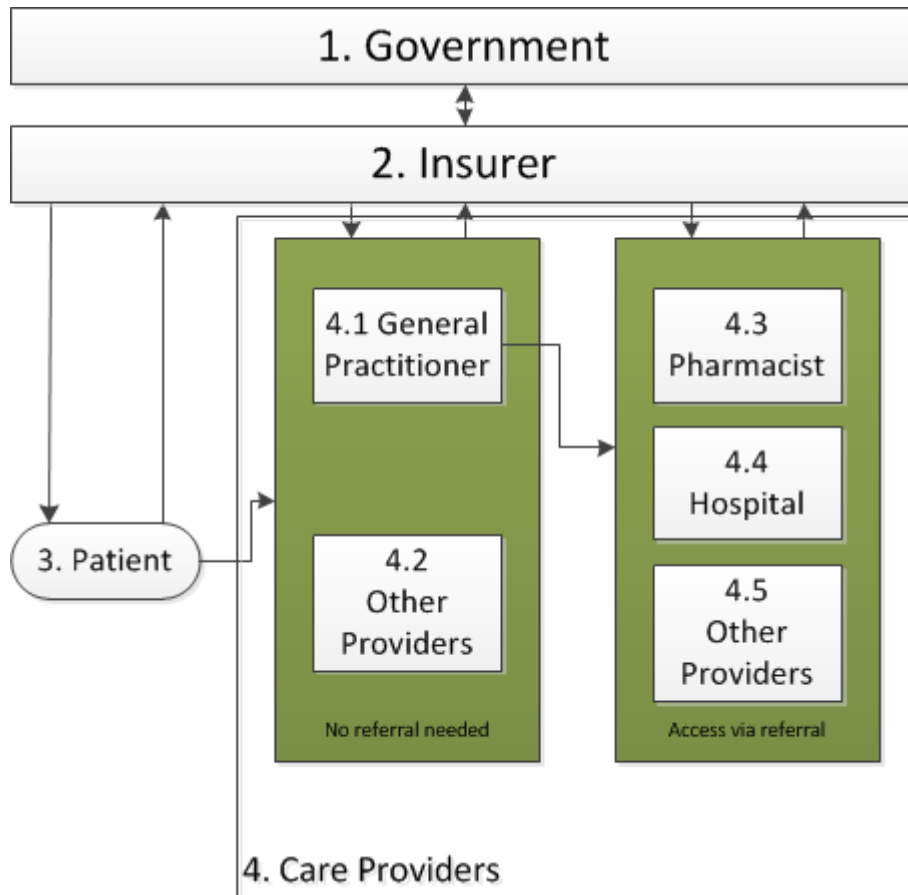 1. Government
2. Insurer
4.1 General
Practitioner
4.3
Pharmacist
4.4
Hospital
3. Patient
4.2
Other
Providers
4.5
Other
Providers
No referral needed
Access via referral
4. Care Providers